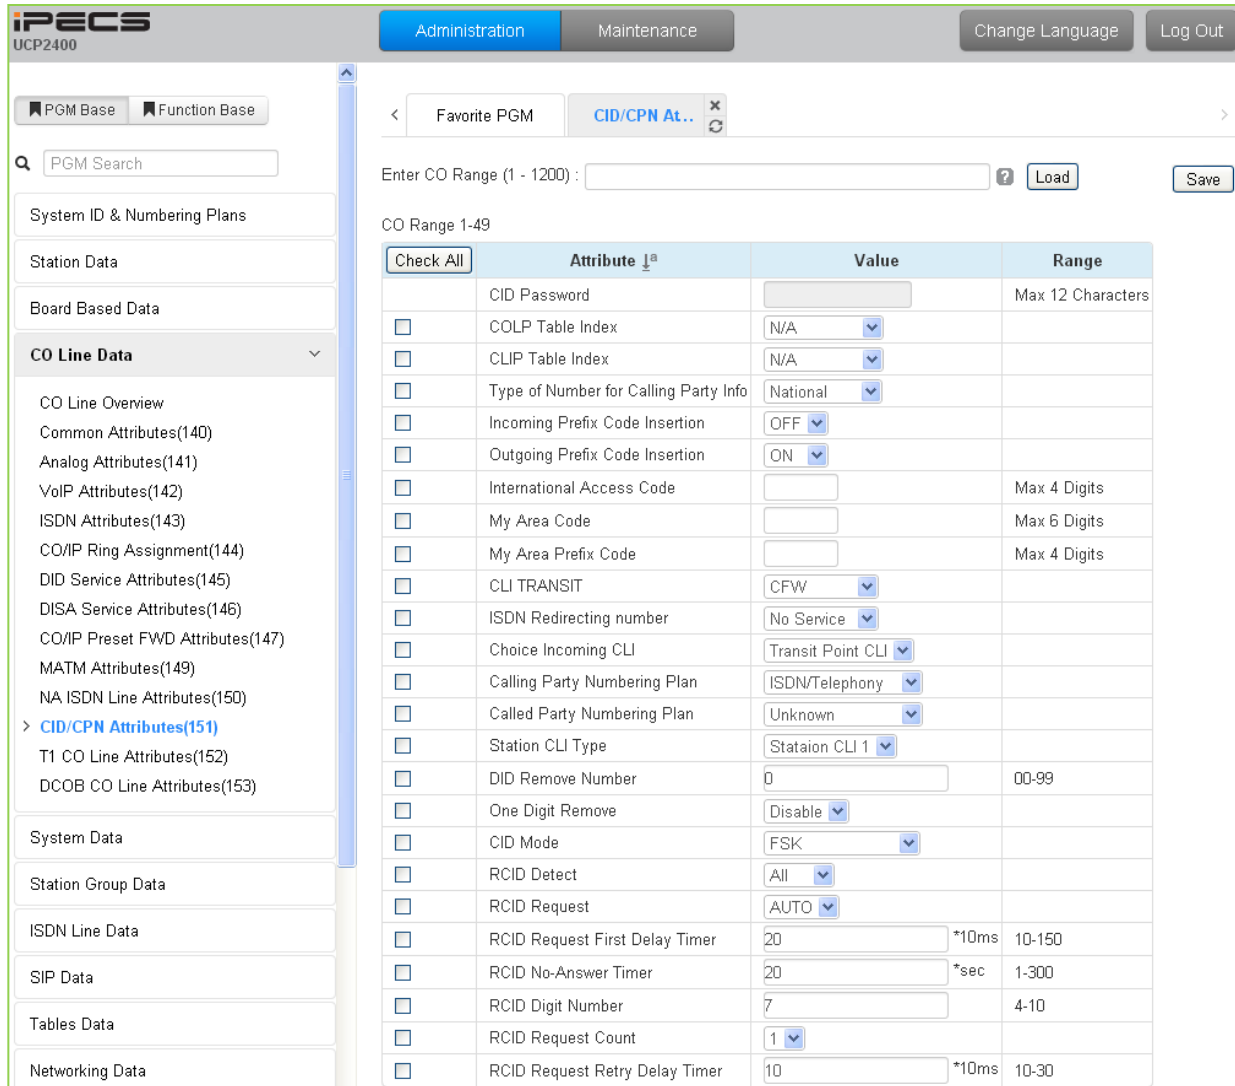 iPECS
UCP2400
Administration Maintenance Change Language Log Out
PGM Base Function Base
PGM Search
System ID & Numbering Plans
Station Data
Board Based Data
CO Line Data
CO Line Overview
Common Attributes(140)
Analog Attributes(141)
VoIP Attributes(142)
ISDN Attributes(143)
CO/IP Ring Assignment(144)
DID Service Attributes(145)
DISA Service Attributes(146)
CO/IP Preset FWD Attributes(147)
MATM Attributes(149)
NA ISDN Line Attributes(150)
CID/CPN Attributes(151)
T1 CO Line Attributes(152)
DCOB CO Line Attributes(153)
System Data
Station Group Data
ISDN Line Data
SIP Data
Tables Data
Networking Data
Favorite PGM CID/CPN At..
Enter CO Range (1 - 1200) : ? Load Save
CO Range 1-49
Check All Attribute Value Range
CID Password Max 12 Characters
COLP Table Index N/A
CLIP Table Index N/A
Type of Number for Calling Party Info National
Incoming Prefix Code Insertion OFF
Outgoing Prefix Code Insertion ON
International Access Code Max 4 Digits
My Area Code Max 6 Digits
My Area Prefix Code Max 4 Digits
CLI TRANSIT CFW
ISDN Redirecting number No Service
Choice Incoming CLI Transit Point CLI
Calling Party Numbering Plan ISDN/Telephony
Called Party Numbering Plan Unknown
Station CLI Type Stataion CLI 1
DID Remove Number 0 00-99
One Digit Remove Disable
CID Mode FSK
RCID Detect All
RCID Request AUTO
RCID Request First Delay Timer 20 *10ms 10-150
RCID No-Answer Timer 20 *sec 1-300
RCID Digit Number 7 4-10
RCID Request Count 1
RCID Request Retry Delay Timer 10 *10ms 10-30